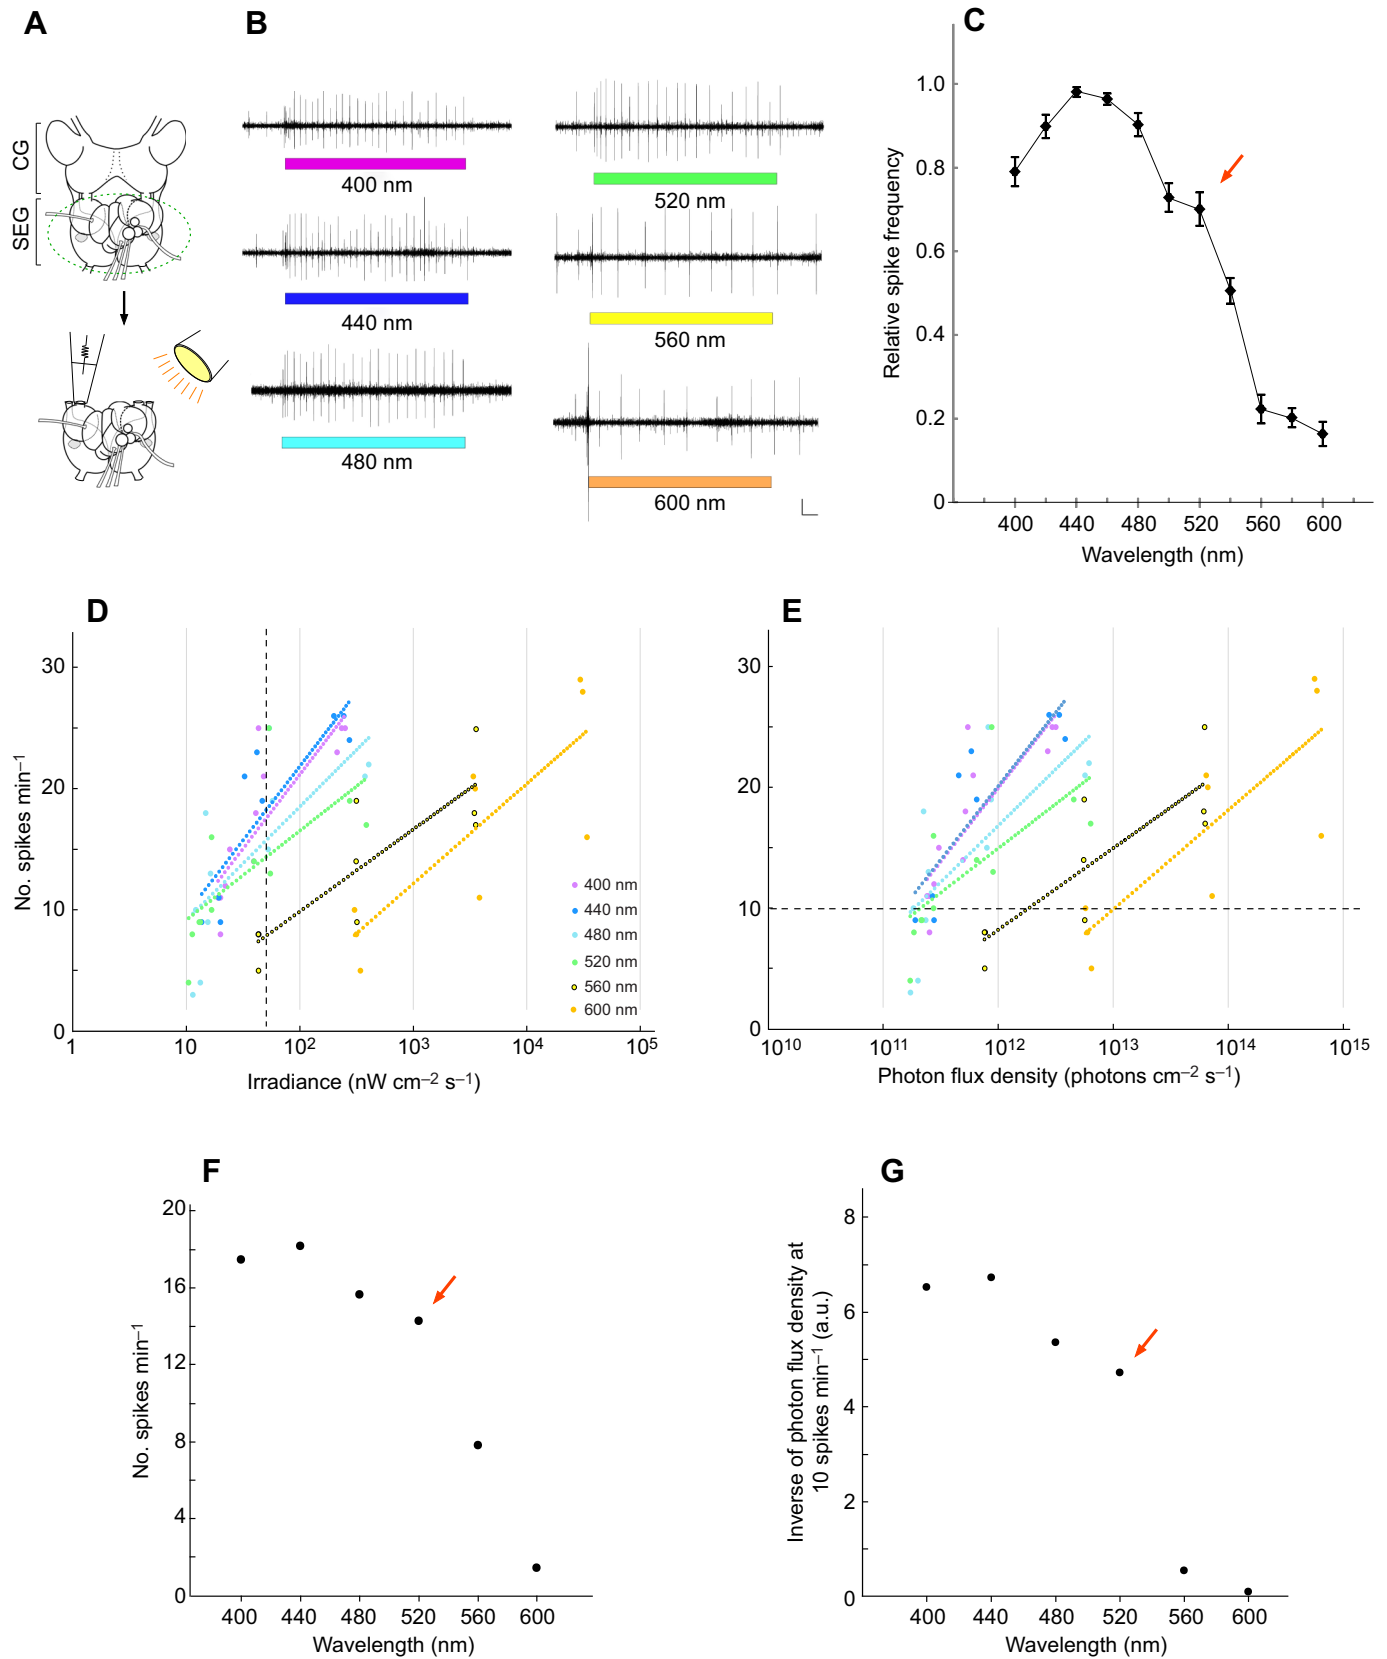 A
B
C
CG
SEG
400 nm
440 nm
480 nm
520 nm
560 nm
600 nm
Relative spike frequency
1.0
0.8
0.6
0.4
0.2
0
400 440 480 520 560 600
Wavelength (nm)
D
No. spikes min–1
30
20
10
0
1 10 10² 10³ 10⁴ 10⁵
Irradiance (nW cm–2 s–1)
400 nm
440 nm
480 nm
520 nm
560 nm
600 nm
E
30
20
10
0
10¹⁰ 10¹¹ 10¹² 10¹³ 10¹⁴ 10¹⁵
Photon flux density (photons cm–2 s–1)
F
No. spikes min–1
20
16
12
8
4
0
400 440 480 520 560 600
Wavelength (nm)
G
Inverse of photon flux density at
10 spikes min–1 (a.u.)
8
6
4
2
0
400 440 480 520 560 600
Wavelength (nm)